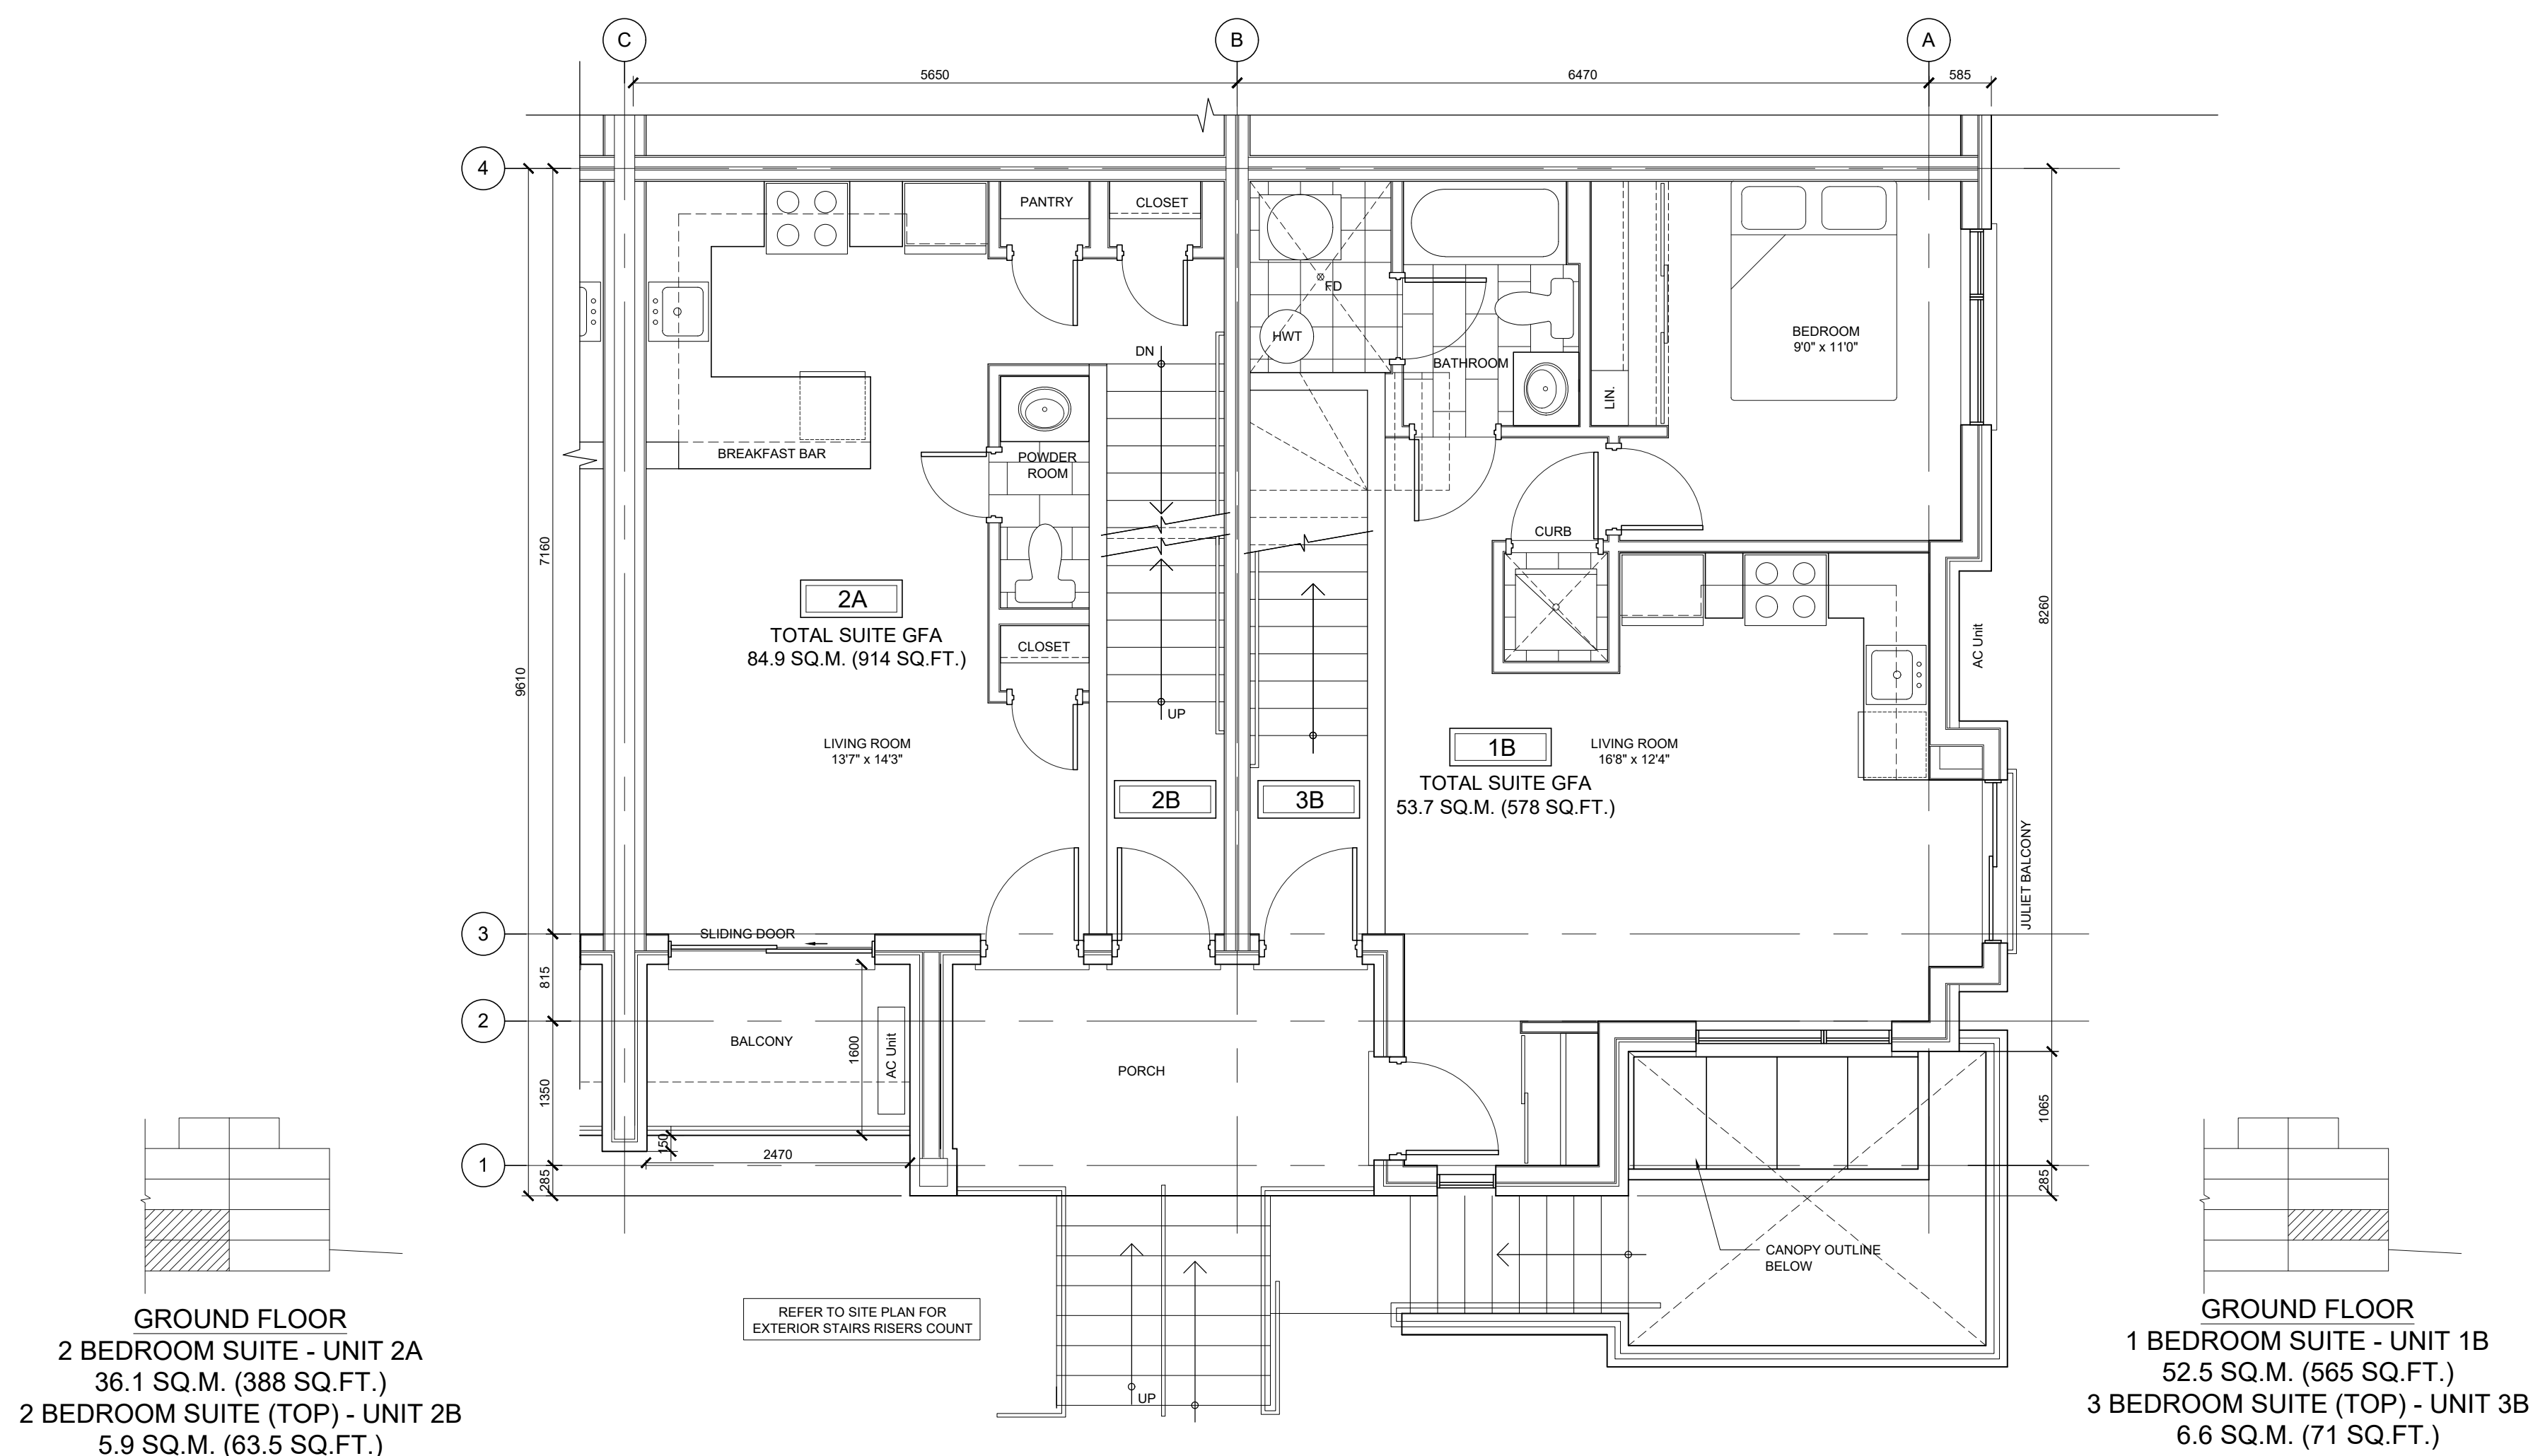 C
B
A
5650
6470
585
4
PANTRY
CLOSET
FD
HWT
DN
BEDROOM
9'0" x 11'0"
BATHROOM
LIN.
BREAKFAST BAR
POWDER
ROOM
CURB
7160
9610
8260
2A
TOTAL SUITE GFA
84.9 SQ.M. (914 SQ.FT.)
CLOSET
AC Unit
UP
LIVING ROOM
13'7" x 14'3"
1B
LIVING ROOM
16'8" x 12'4"
TOTAL SUITE GFA
53.7 SQ.M. (578 SQ.FT.)
2B
3B
JULIET BALCONY
3
SLIDING DOOR
815
2
BALCONY
1600
AC Unit
PORCH
1350
1065
150
2470
1
285
285
CANOPY OUTLINE
BELOW
REFER TO SITE PLAN FOR
EXTERIOR STAIRS RISERS COUNT
UP
GROUND FLOOR
2 BEDROOM SUITE - UNIT 2A
36.1 SQ.M. (388 SQ.FT.)
2 BEDROOM SUITE (TOP) - UNIT 2B
5.9 SQ.M. (63.5 SQ.FT.)
GROUND FLOOR
1 BEDROOM SUITE - UNIT 1B
52.5 SQ.M. (565 SQ.FT.)
3 BEDROOM SUITE (TOP) - UNIT 3B
6.6 SQ.M. (71 SQ.FT.)